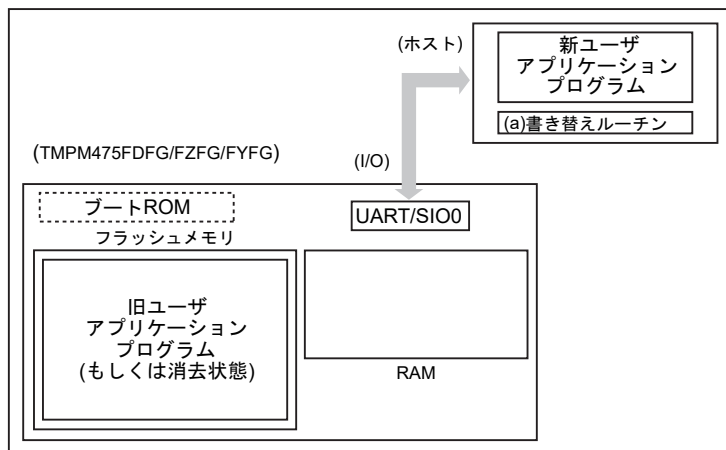 (ホスト)
新ユーザ
アプリケーション
プログラム
(a)書き替えルーチン
(TMPM475FDFG/FZFG/FYFG)
(I/O)
ブートROM
UART/SIO0
フラッシュメモリ
旧ユーザ
アプリケーション
プログラム
(もしくは消去状態)
RAM